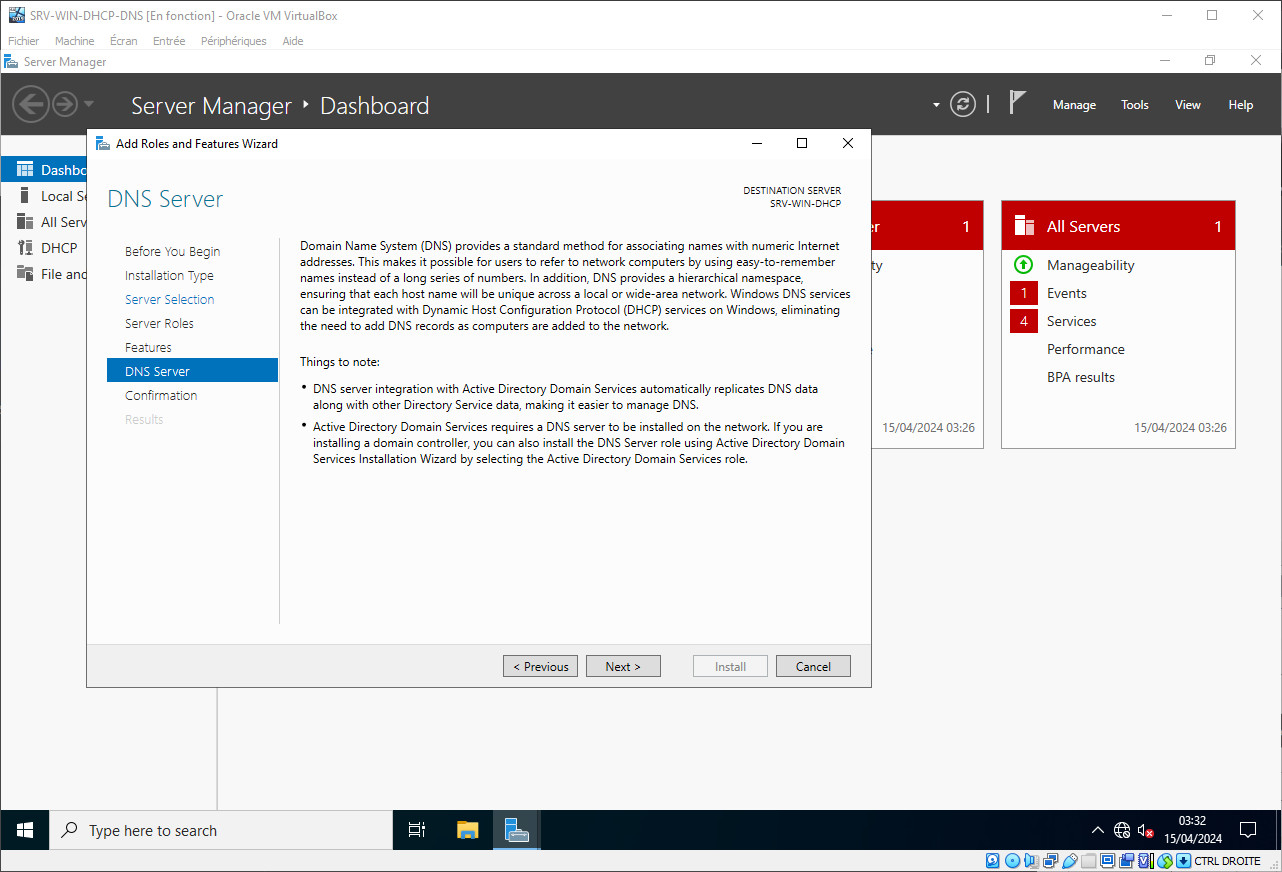 SRV-WIN-DHCP-DNS [En fonction] - Oracle VM VirtualBox
Fichier Machine Écran Entrée Périphériques Aide
Server Manager
Server Manager Dashboard
Manage Tools View Help
Add Roles and Features Wizard
DNS Server
DESTINATION SERVER
SRV-WIN-DHCP
Dashbo
Local Se
All Serv
DHCP
File and
Before You Begin
Installation Type
Server Selection
Server Roles
Features
DNS Server
Confirmation
Results
Domain Name System (DNS) provides a standard method for associating names with numeric Internet
addresses. This makes it possible for users to refer to network computers by using easy-to-remember
names instead of a long series of numbers. In addition, DNS provides a hierarchical namespace,
ensuring that each host name will be unique across a local or wide-area network. Windows DNS services
can be integrated with Dynamic Host Configuration Protocol (DHCP) services on Windows, eliminating
the need to add DNS records as computers are added to the network.
Things to note:
• DNS server integration with Active Directory Domain Services automatically replicates DNS data
along with other Directory Service data, making it easier to manage DNS.
• Active Directory Domain Services requires a DNS server to be installed on the network. If you are
installing a domain controller, you can also install the DNS Server role using Active Directory Domain
Services Installation Wizard by selecting the Active Directory Domain Services role.
< Previous Next > Install Cancel
er 1
ty
15/04/2024 03:26
All Servers 1
Manageability
1 Events
4 Services
Performance
BPA results
15/04/2024 03:26
Type here to search
03:32
15/04/2024
CTRL DROITE